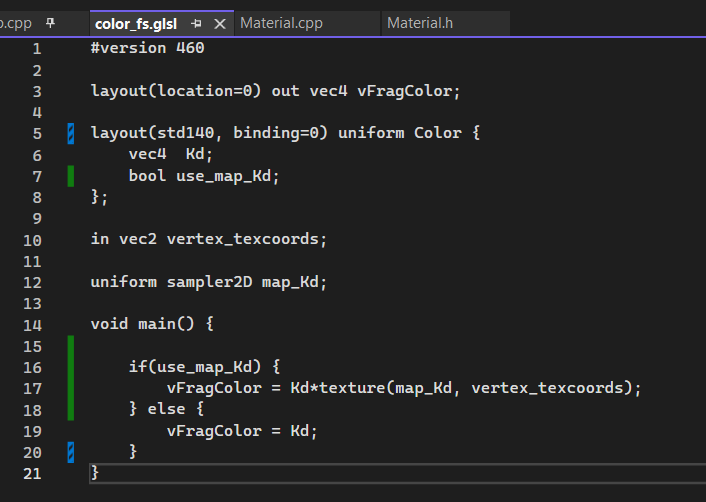 o.cpp color_fs.glsl Material.cpp Material.h
1 #version 460
2
3 layout(location=0) out vec4 vFragColor;
4
5 layout(std140, binding=0) uniform Color {
6     vec4  Kd;
7     bool use_map_Kd;
8 };
9
10 in vec2 vertex_texcoords;
11
12 uniform sampler2D map_Kd;
13
14 void main() {
15
16     if(use_map_Kd) {
17         vFragColor = Kd*texture(map_Kd, vertex_texcoords);
18     } else {
19         vFragColor = Kd;
20     }
21 }